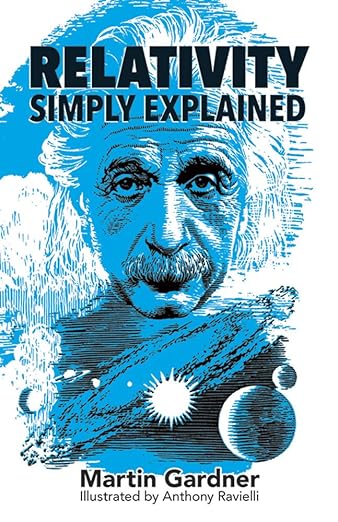 RELATIVITY
SIMPLY EXPLAINED
Martin Gardner
Illustrated by Anthony Ravielli